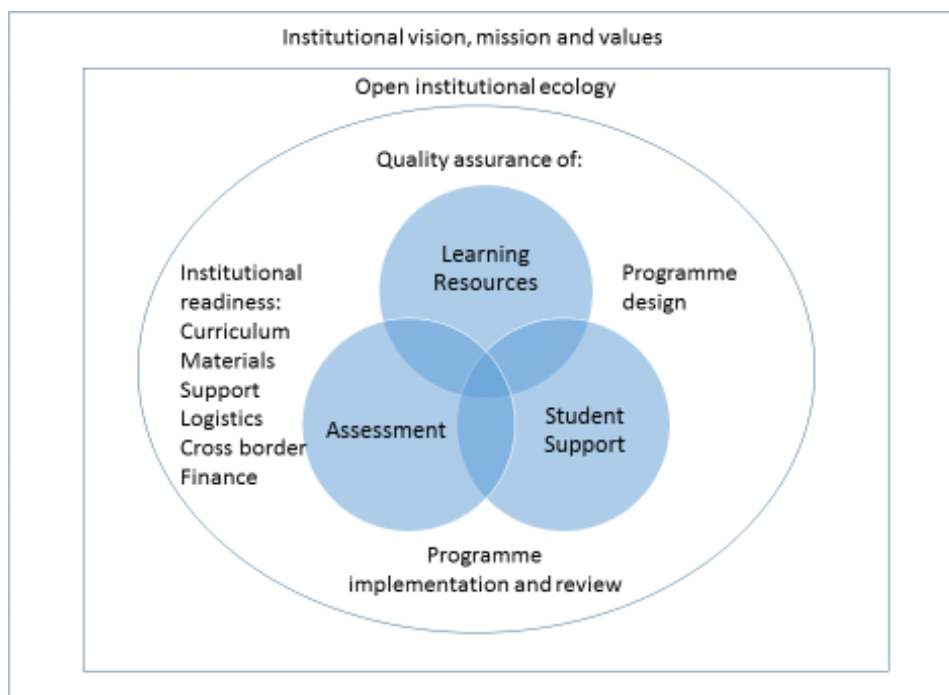 Institutional vision, mission and values
Open institutional ecology
Quality assurance of:
Learning
Resources
Institutional
readiness:
Curriculum
Materials
Support
Logistics
Cross border
Finance
Programme
design
Assessment
Student
Support
Programme
implementation and review